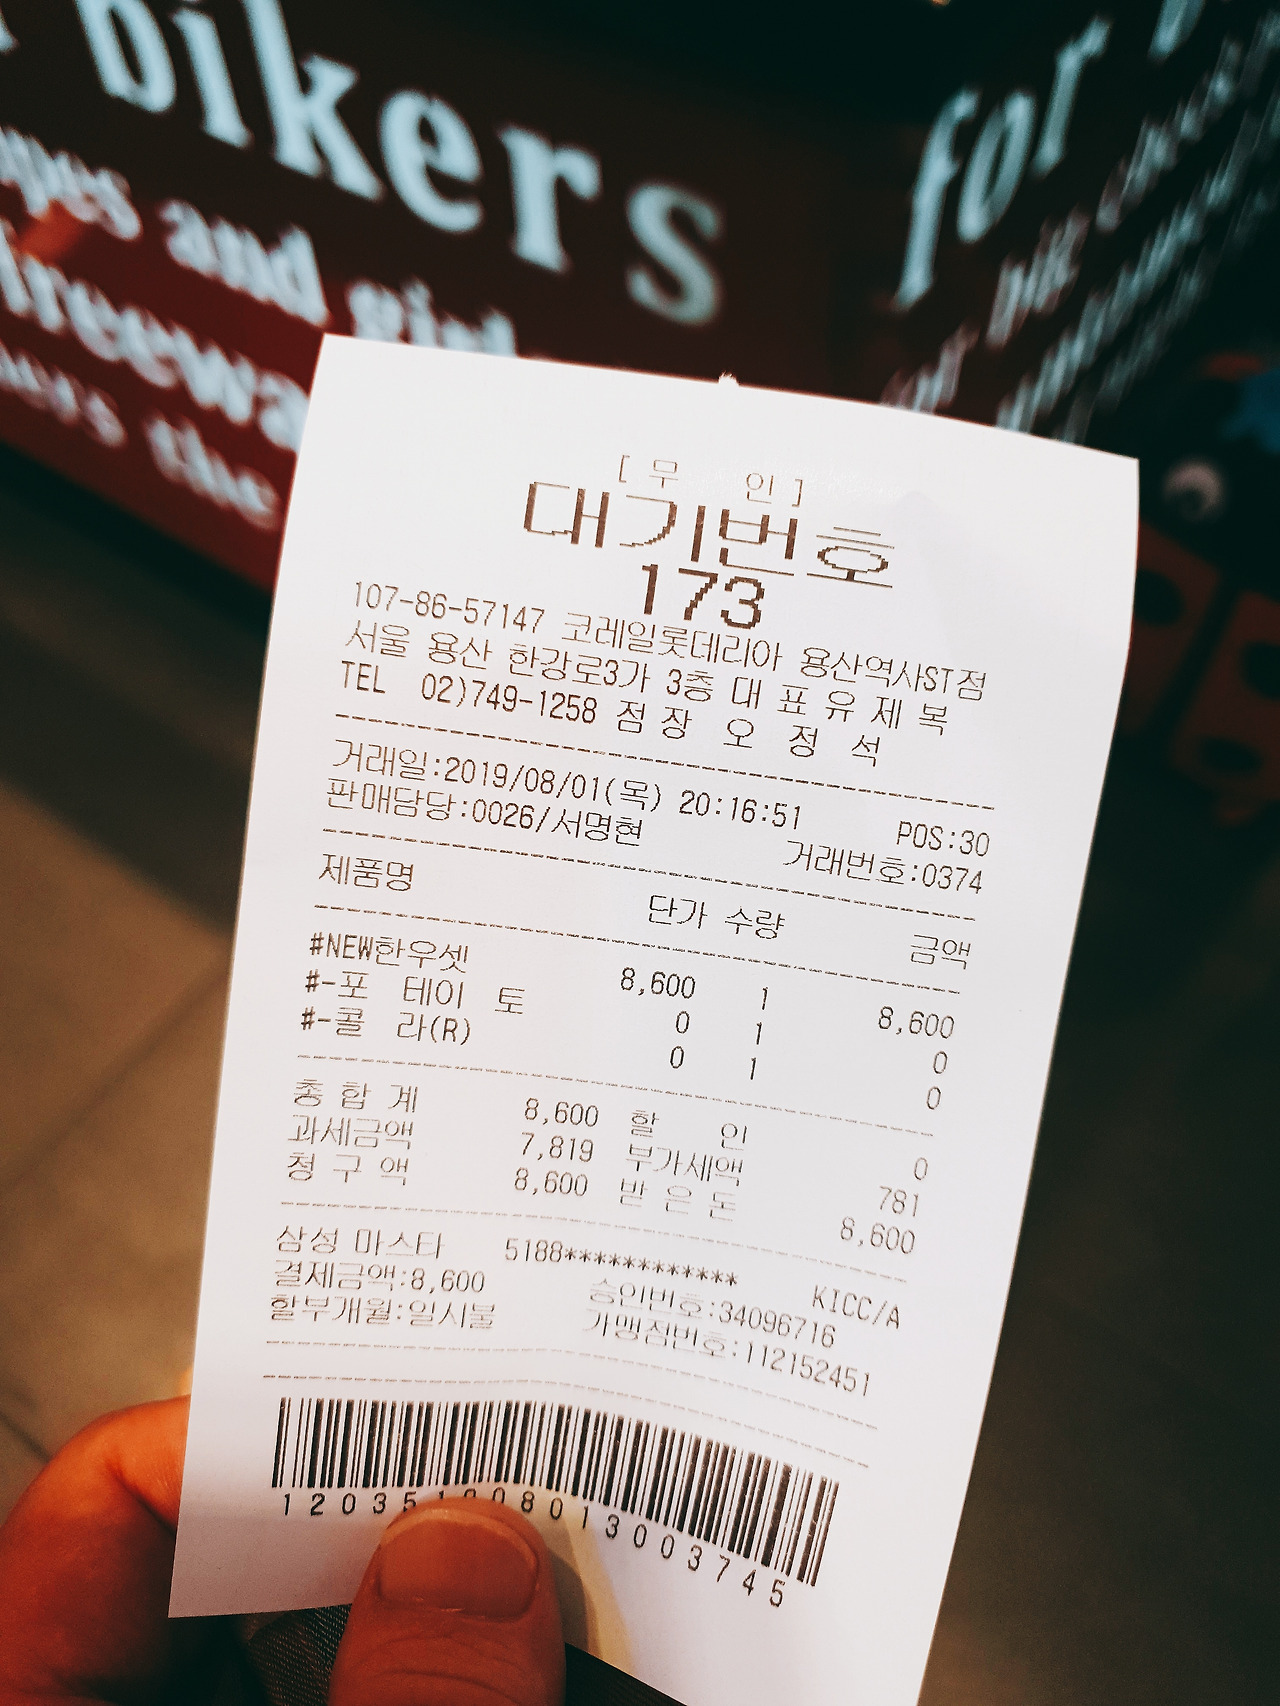 bikers
for
and
the
[무 인]
대기번호
173
107-86-57147 코레일롯데리아 용산역사ST점
서울 용산 한강로3가 3층 대 표 유 제 복
TEL 02)749-1258 점 장 오 정 석
거래일:2019/08/01(목) 20:16:51 POS:30
판매담당:0026/서명현 거래번호:0374
제품명 단가 수량 금액
#NEW한우셋 8,600 1 8,600
#-포 테이 토 0 1 0
#-콜 라(R) 0 1 0
총 합 계 8,600 할 인 0
과세금액 7,819 부가세액 781
청 구 액 8,600 받 은 돈 8,600
삼성 마스타 5188************ KICC/A
결제금액:8,600 승인번호:34096716
할부개월:일시불 가맹점번호:112152451